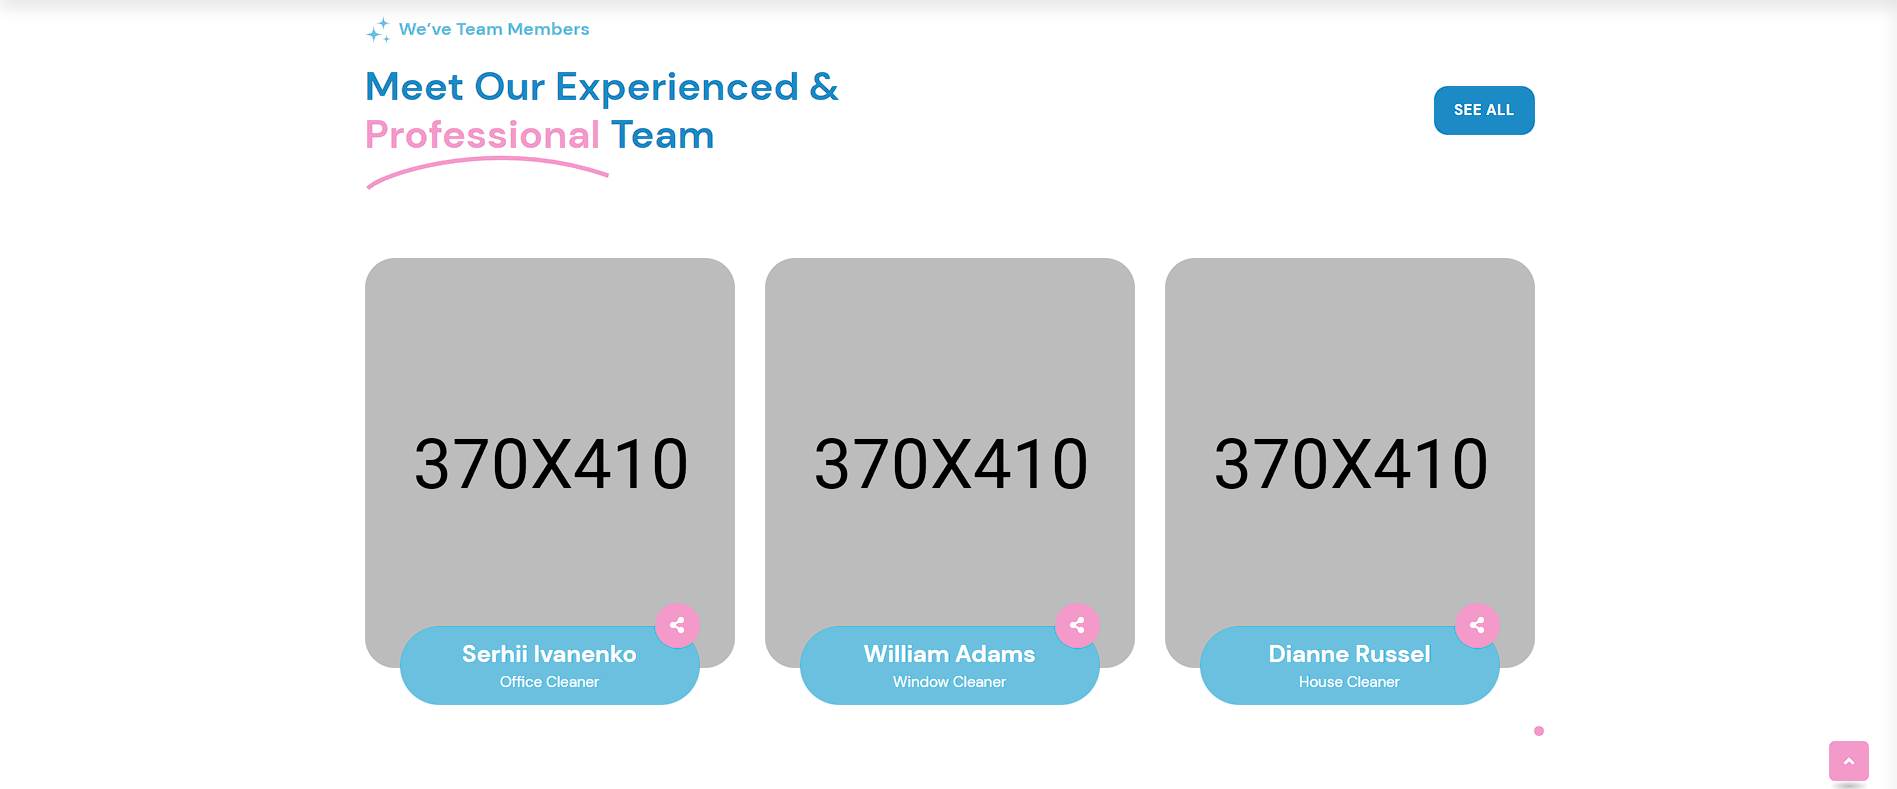 We’ve Team Members
Meet Our Experienced &
Professional Team
SEE ALL
370X410
370X410
370X410
Serhii Ivanenko
Office Cleaner
William Adams
Window Cleaner
Dianne Russel
House Cleaner